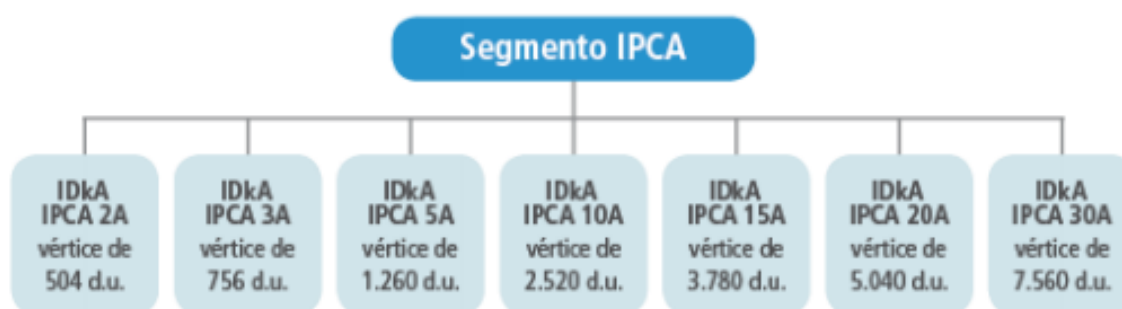 Segmento IPCA
IDkA
IPCA 2A
vértice de
504 d.u.
IDkA
IPCA 3A
vértice de
756 d.u.
IDkA
IPCA 5A
vértice de
1.260 d.u.
IDkA
IPCA 10A
vértice de
2.520 d.u.
IDkA
IPCA 15A
vértice de
3.780 d.u.
IDkA
IPCA 20A
vértice de
5.040 d.u.
IDkA
IPCA 30A
vértice de
7.560 d.u.